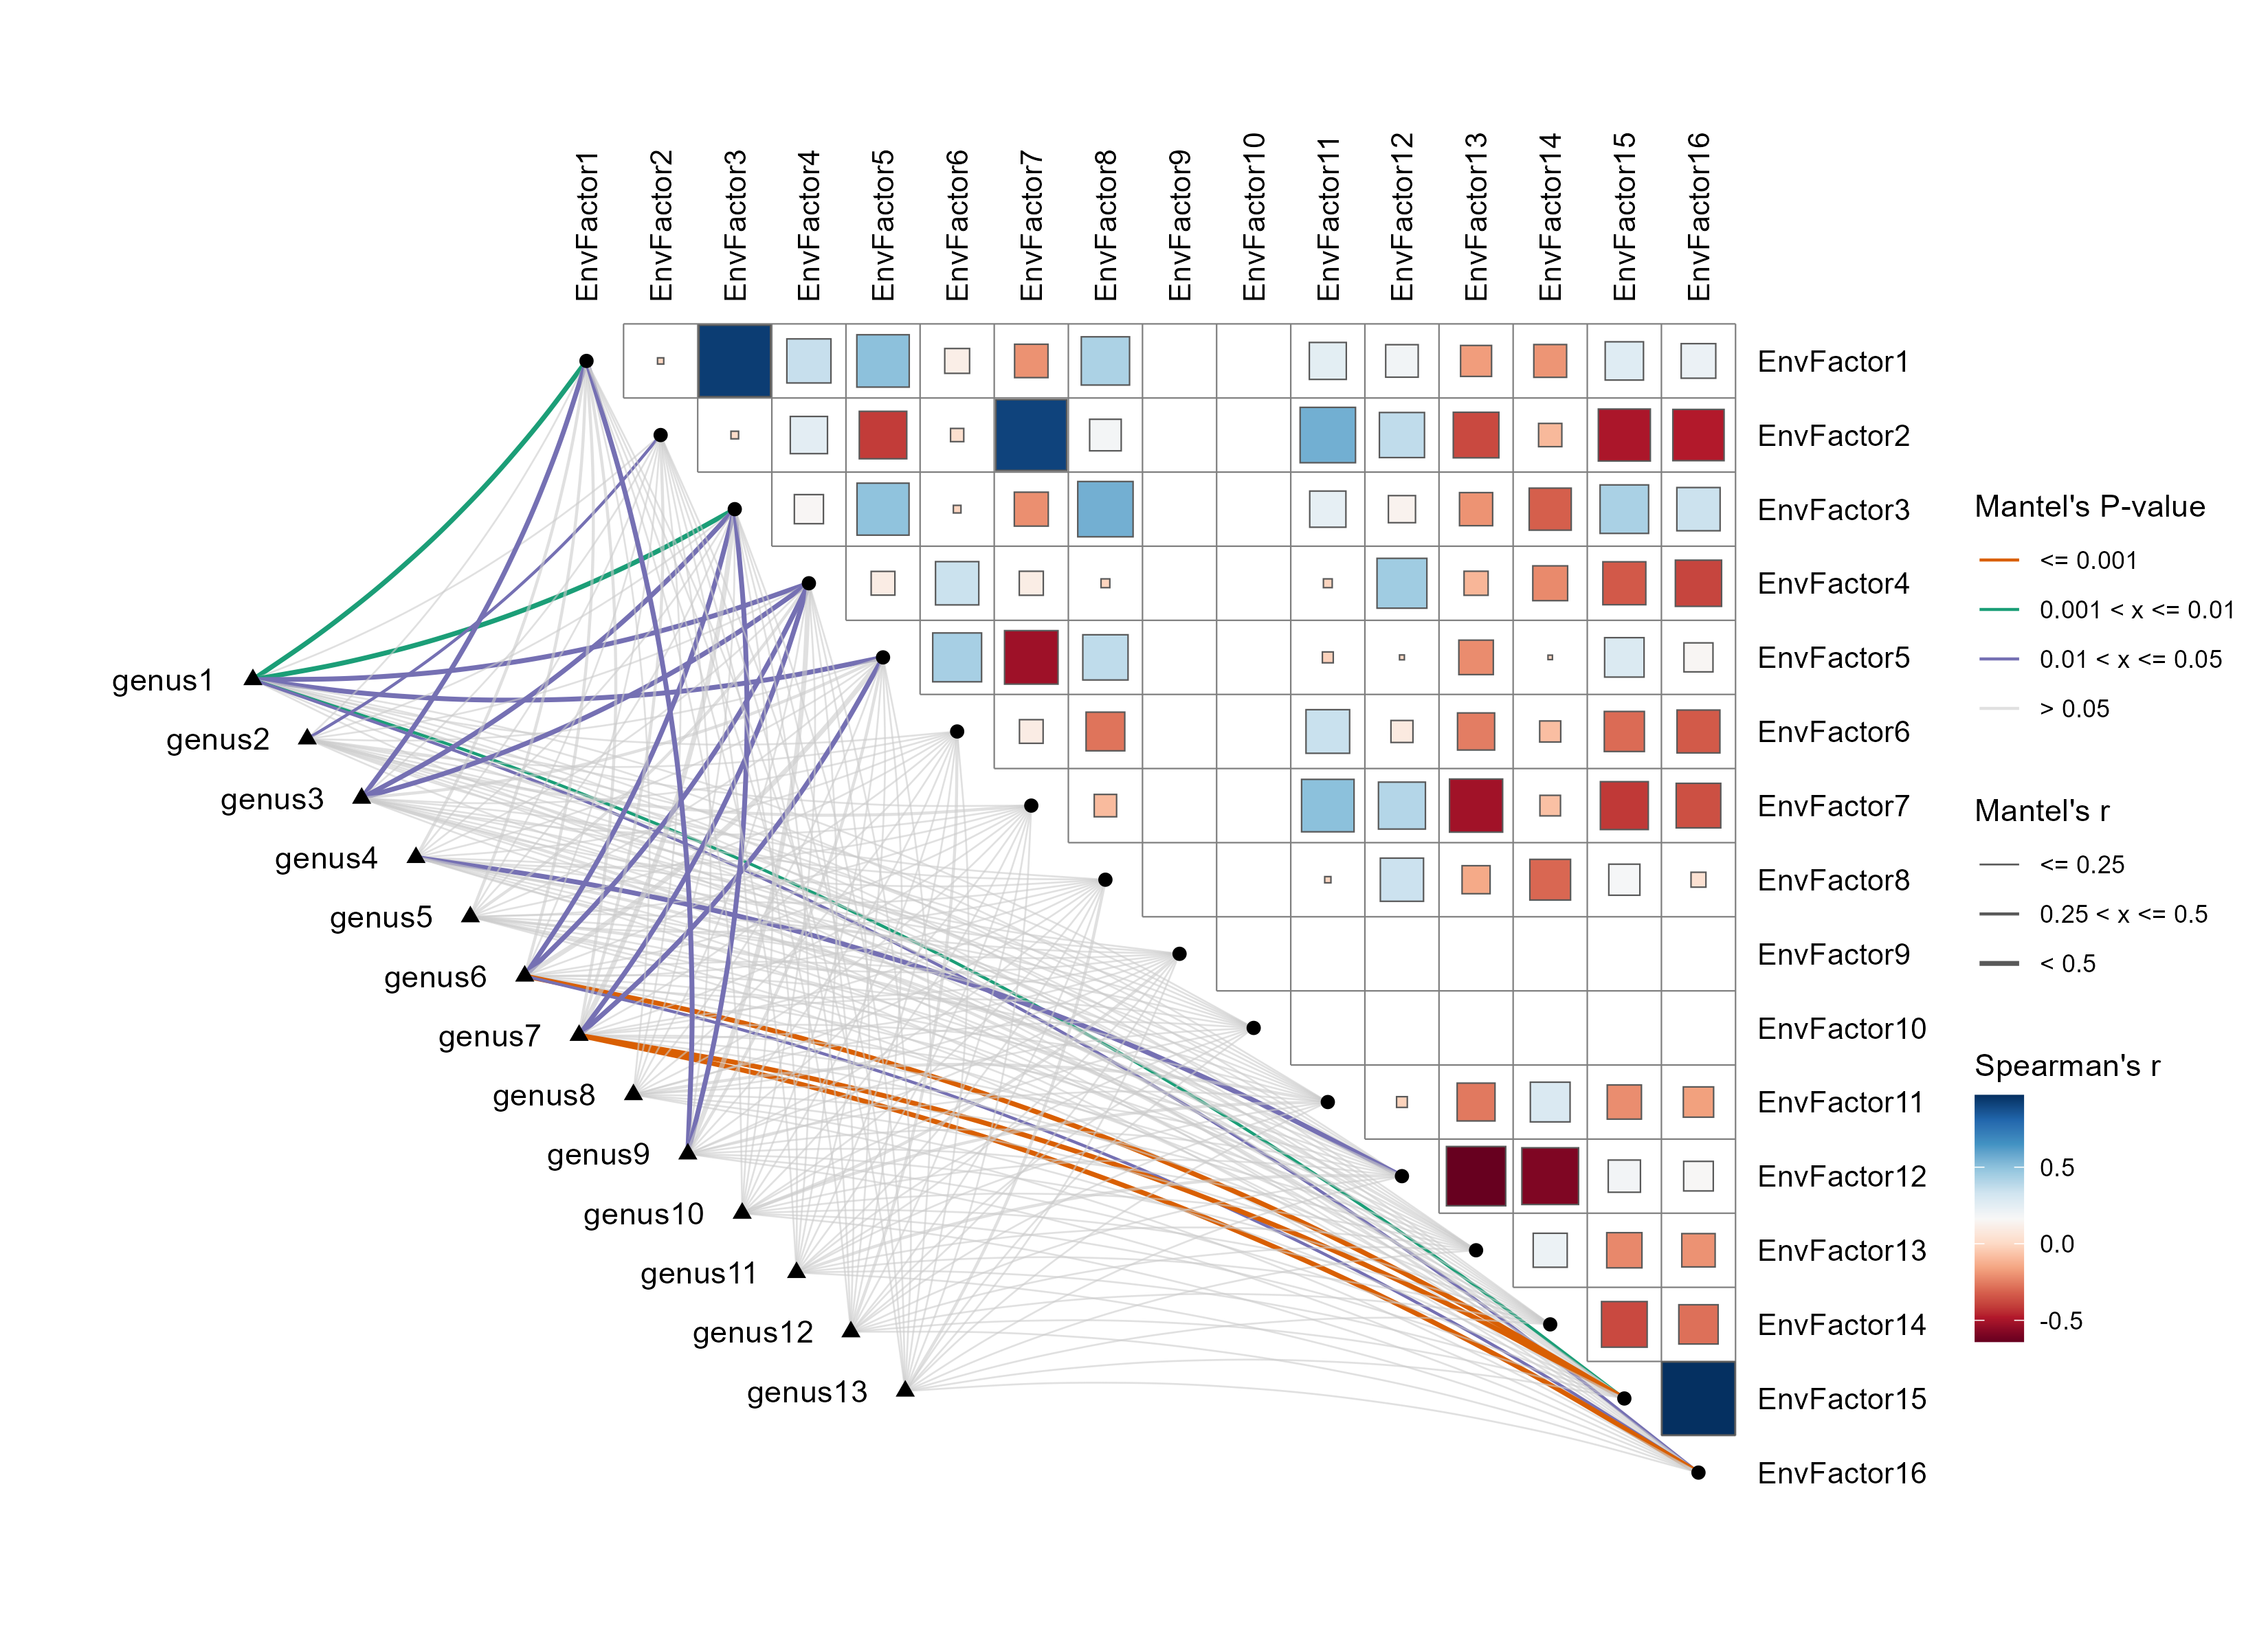 EnvFactor1
EnvFactor2
EnvFactor3
EnvFactor4
EnvFactor5
EnvFactor6
EnvFactor7
EnvFactor8
EnvFactor9
EnvFactor10
EnvFactor11
EnvFactor12
EnvFactor13
EnvFactor14
EnvFactor15
EnvFactor16
EnvFactor1
EnvFactor2
EnvFactor3
EnvFactor4
EnvFactor5
EnvFactor6
EnvFactor7
EnvFactor8
EnvFactor9
EnvFactor10
EnvFactor11
EnvFactor12
EnvFactor13
EnvFactor14
EnvFactor15
EnvFactor16
genus1
genus2
genus3
genus4
genus5
genus6
genus7
genus8
genus9
genus10
genus11
genus12
genus13
Mantel's P-value
<= 0.001
0.001 < x <= 0.01
0.01 < x <= 0.05
> 0.05
Mantel's r
<= 0.25
0.25 < x <= 0.5
< 0.5
Spearman's r
0.5
0.0
-0.5